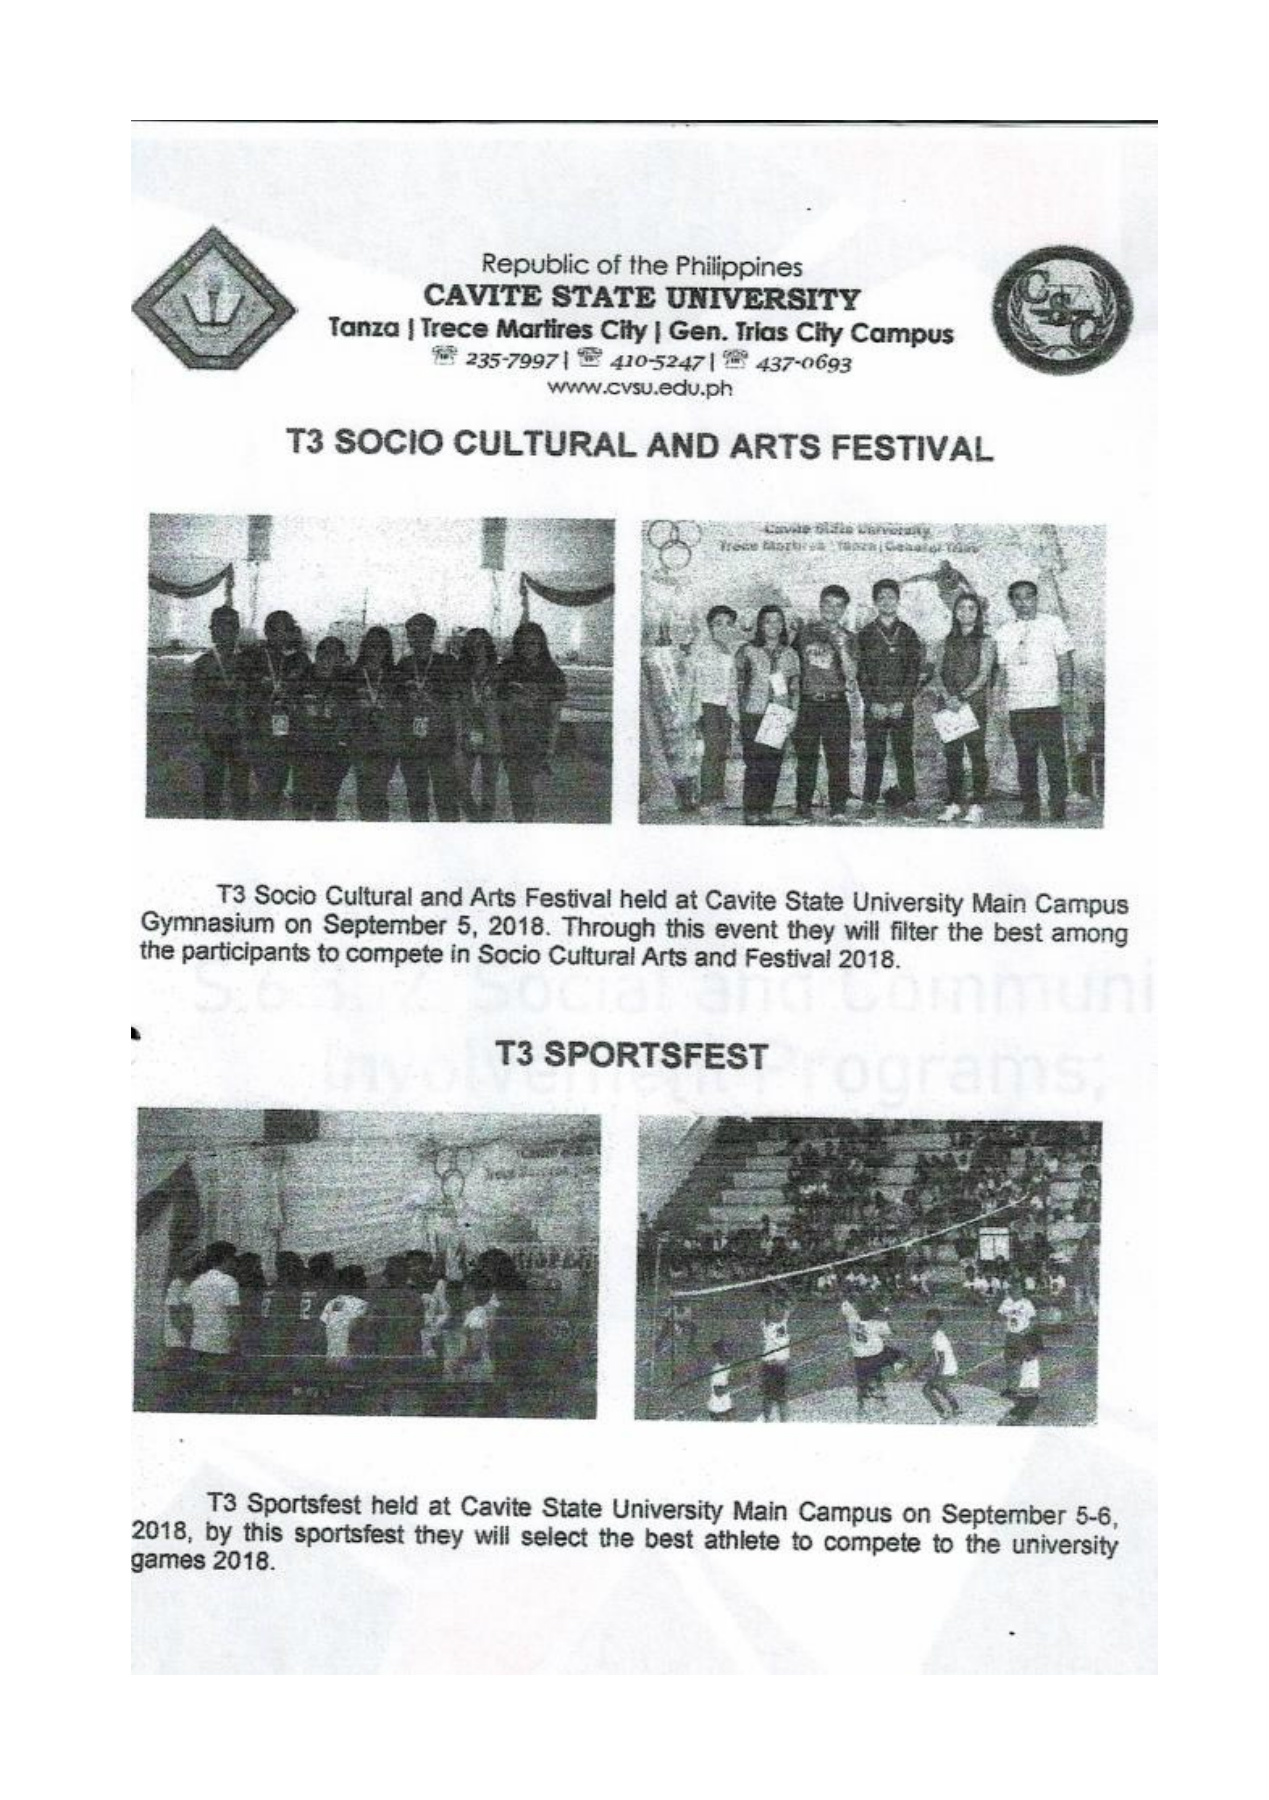 Republic of the Philippines
CAVITE STATE UNIVERSITY
Tanza | Trece Martires City | Gen. Trias City Campus
☏ 235-7997 | ☏ 410-5247 | ☏ 437-0693
www.cvsu.edu.ph
CSC
T3 SOCIO CULTURAL AND ARTS FESTIVAL
Cavite State University
Trece Martires Tanza | General Trias
T3 Socio Cultural and Arts Festival held at Cavite State University Main Campus
Gymnasium on September 5, 2018. Through this event they will filter the best among
the participants to compete in Socio Cultural Arts and Festival 2018.
Social and Communi
Involvement Programs;
T3 SPORTSFEST
T3 Sportsfest held at Cavite State University Main Campus on September 5-6,
2018, by this sportsfest they will select the best athlete to compete to the university
games 2018.